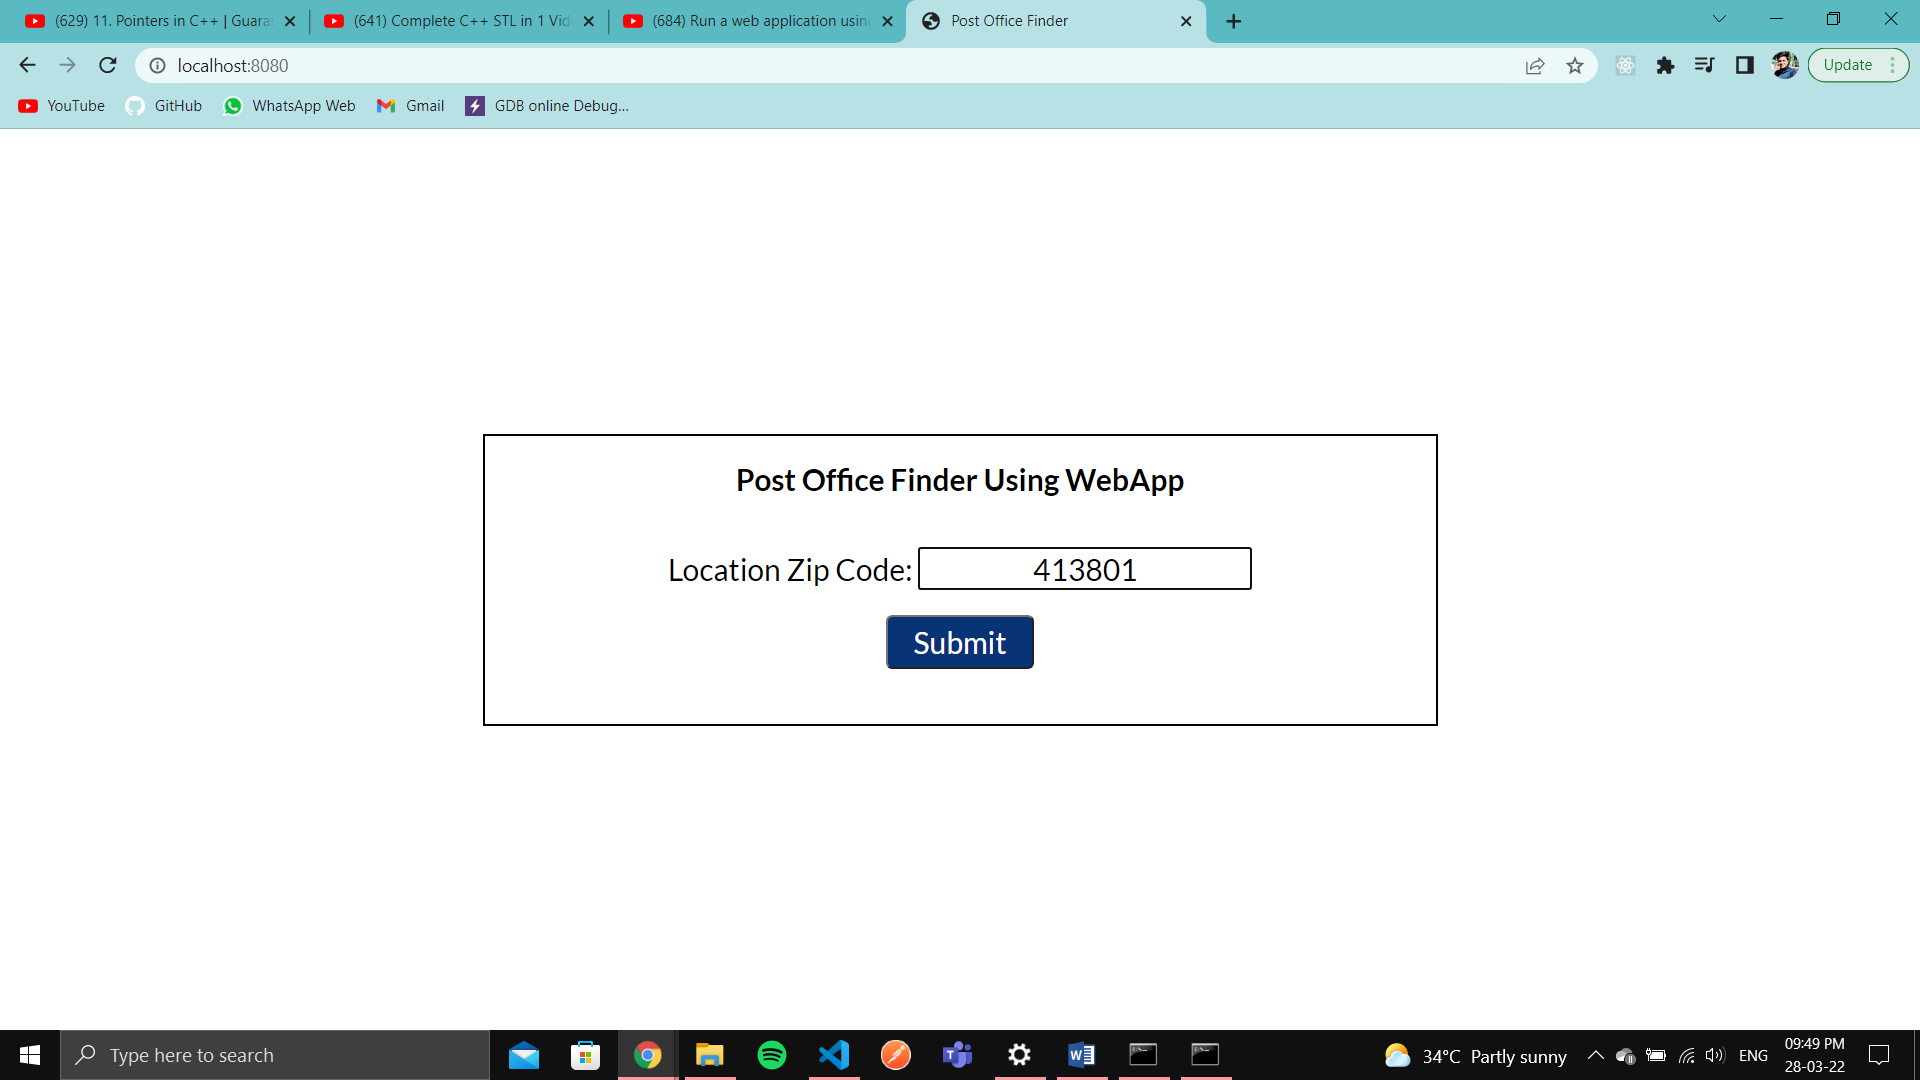 (629) 11. Pointers in C++ | Guara
(641) Complete C++ STL in 1 Vid
(684) Run a web application using
Post Office Finder
localhost:8080
Update
YouTube
GitHub
WhatsApp Web
Gmail
GDB online Debug...
Post Office Finder Using WebApp
Location Zip Code: 413801
Submit
Type here to search
34°C Partly sunny
ENG
09:49 PM
28-03-22